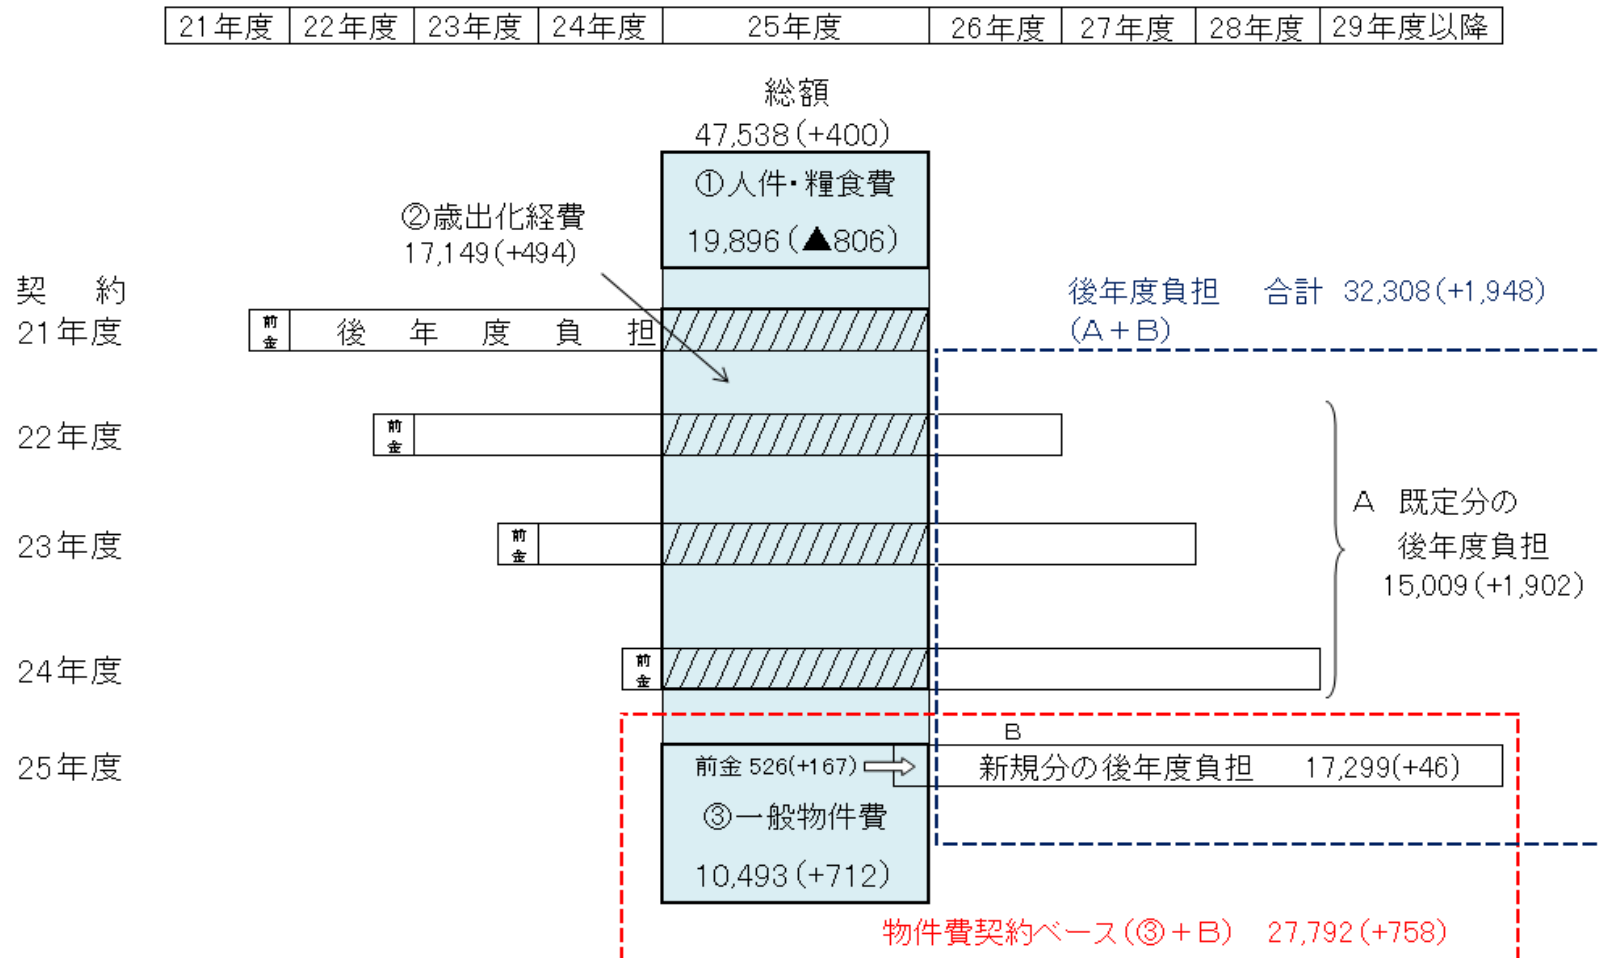 21年度 22年度 23年度 24年度 25年度 26年度 27年度 28年度 29年度以降
総額
47,538(+400)
①人件・糧食費
19,896(▲806)
②歳出化経費
17,149(+494)
後年度負担 合計 32,308(+1,948)
(A+B)
契 約
21年度
前金
後 年 度 負 担
22年度
前金
23年度
前金
24年度
前金
A 既定分の
後年度負担
15,009(+1,902)
B
25年度
前金 526(+167)
新規分の後年度負担 17,299(+46)
③一般物件費
10,493(+712)
物件費契約ベース(③+B) 27,792(+758)